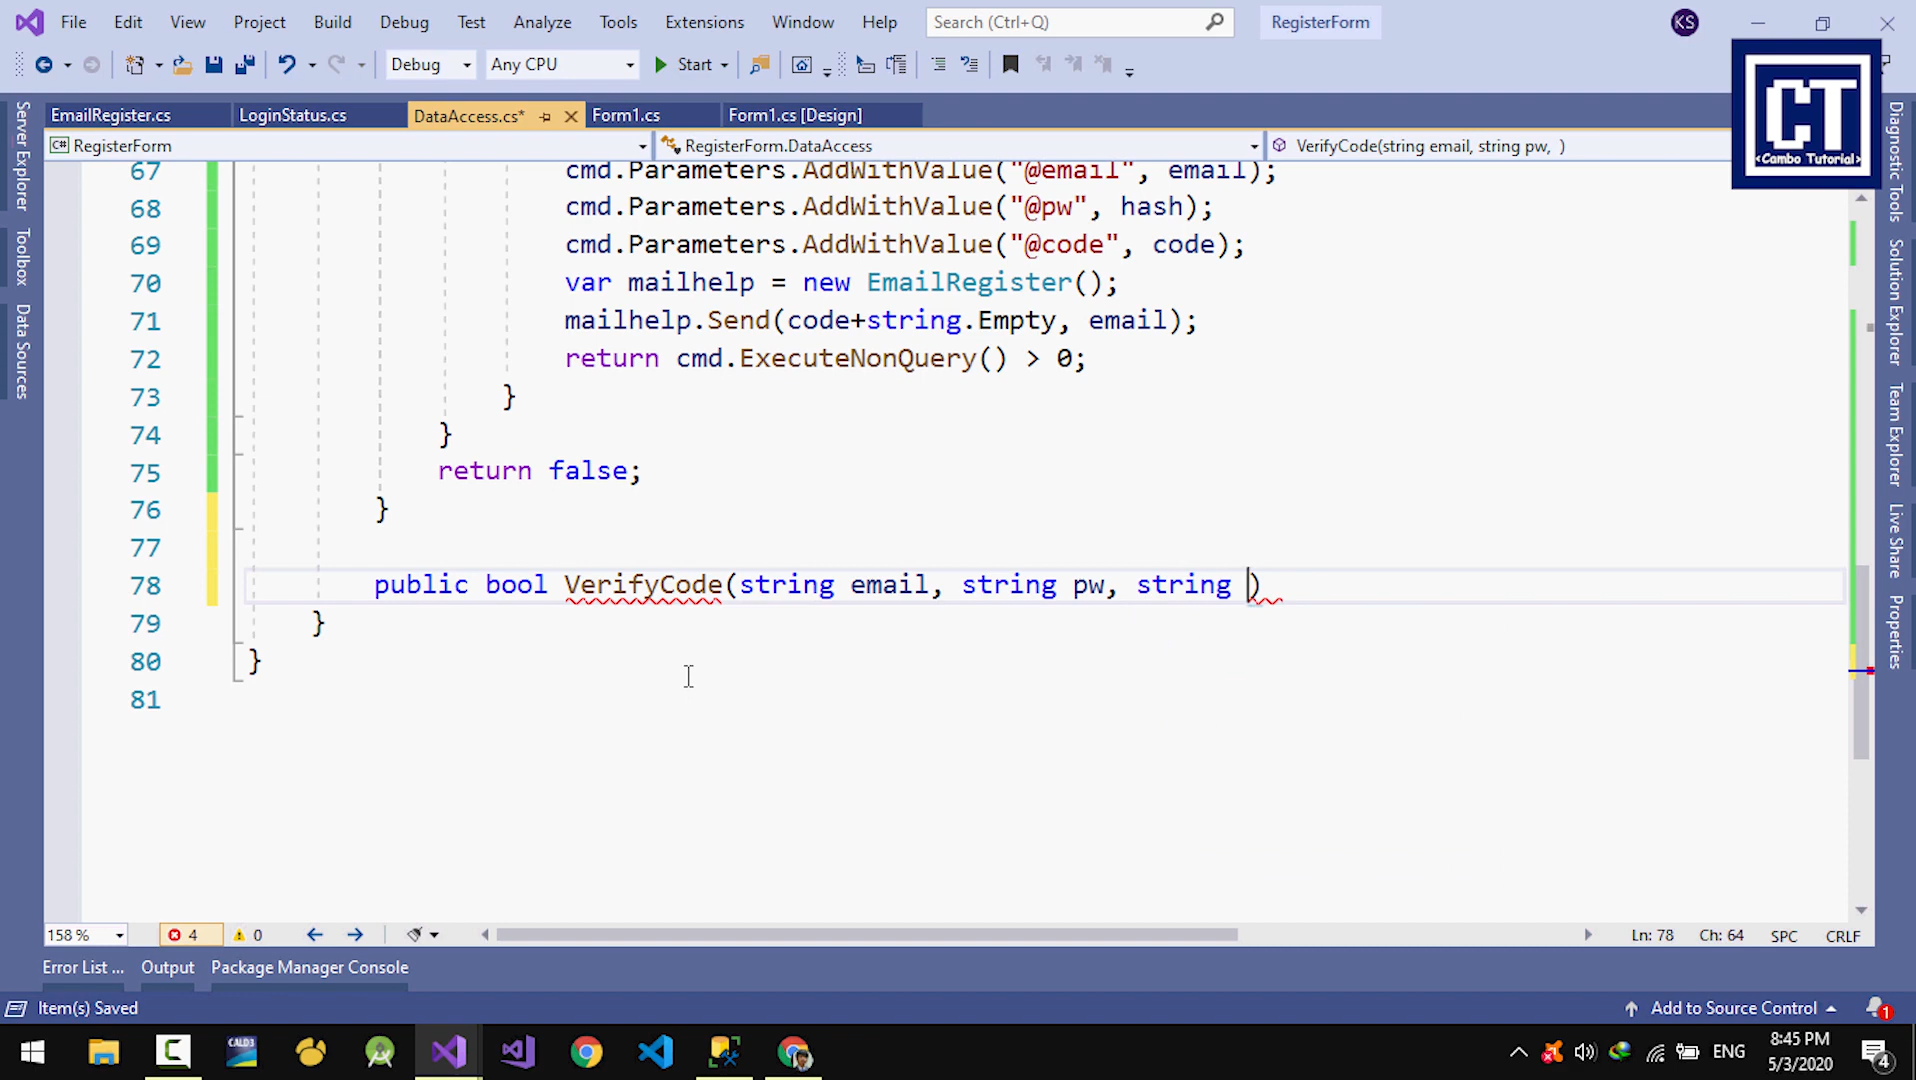 File Edit View Project Build Debug Test Analyze Tools Extensions Window Help Search (Ctrl+Q) RegisterForm KS
Debug Any CPU Start
EmailRegister.cs LoginStatus.cs DataAccess.cs* Form1.cs Form1.cs [Design]
C# RegisterForm RegisterForm.DataAccess VerifyCode(string email, string pw, )
CT
<Cambo Tutorial>
Server Explorer
Toolbox
Data Sources
67 cmd.Parameters.AddWithValue("@email", email);
68 cmd.Parameters.AddWithValue("@pw", hash);
69 cmd.Parameters.AddWithValue("@code", code);
70 var mailhelp = new EmailRegister();
71 mailhelp.Send(code+string.Empty, email);
72 return cmd.ExecuteNonQuery() > 0;
73 }
74 }
75 return false;
76 }
77
78 public bool VerifyCode(string email, string pw, string )
79 }
80 }
81
Diagnostic Tools
Solution Explorer
Team Explorer
Live Share
Properties
158 % 4 0 Ln: 78 Ch: 64 SPC CRLF
Error List ... Output Package Manager Console
Item(s) Saved Add to Source Control 1
CALD3 ENG 8:45 PM
5/3/2020 4